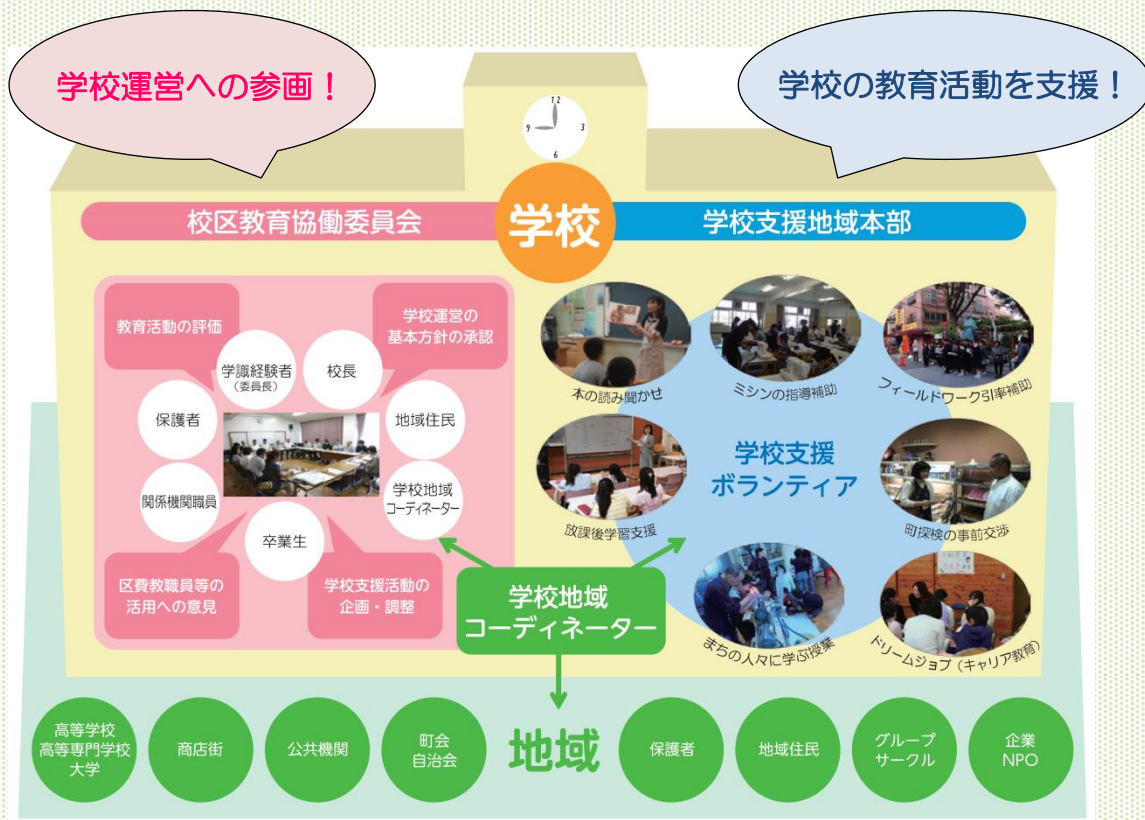 学校運営への参画！
学校の教育活動を支援！
12
3
6
9
学校
校区教育協働委員会
学校支援地域本部
教育活動の評価
学校運営の
基本方針の承認
学識経験者
（委員長）
校長
保護者
地域住民
関係機関職員
学校地域
コーディネーター
卒業生
区費教職員等の
活用への意見
学校支援活動の
企画・調整
本の読み聞かせ
ミシンの指導補助
フィールドワーク引率補助
学校支援
ボランティア
放課後学習支援
町探検の事前交渉
まちの人々に学ぶ授業
ドリームジョブ（キャリア教育）
学校地域
コーディネーター
高等学校
高等専門学校
大学
商店街
公共機関
町会
自治会
地域
保護者
地域住民
グループ
サークル
企業
NPO